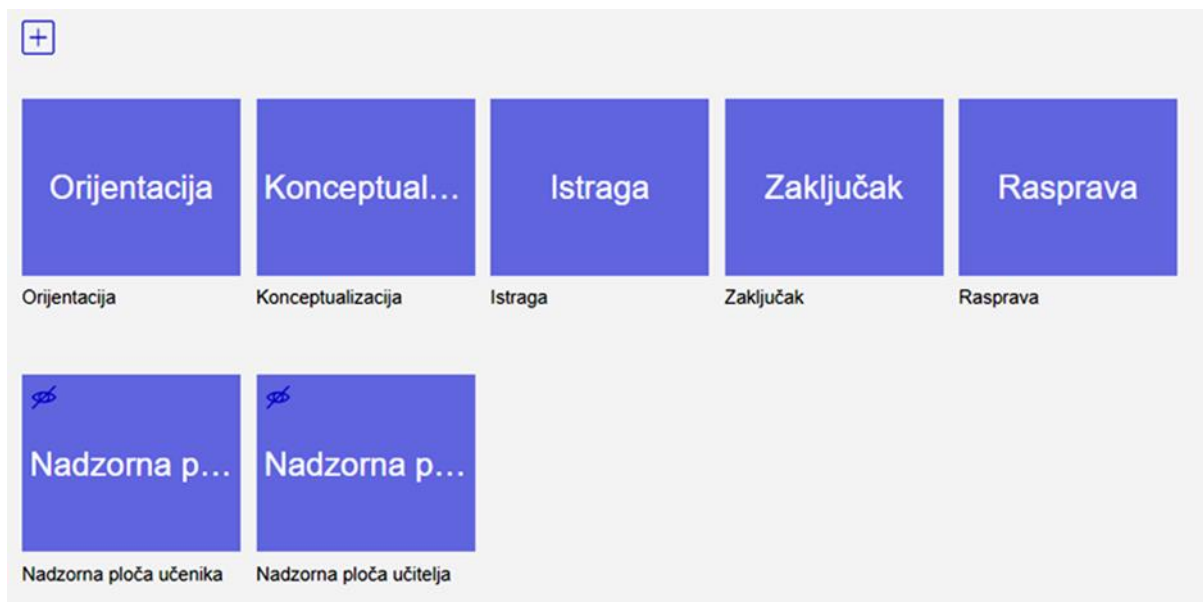 Orijentacija
Konceptual...
Istraga
Zaključak
Rasprava
Orijentacija
Konceptualizacija
Istraga
Zaključak
Rasprava
Nadzorna p...
Nadzorna p...
Nadzorna ploča učenika
Nadzorna ploča učitelja